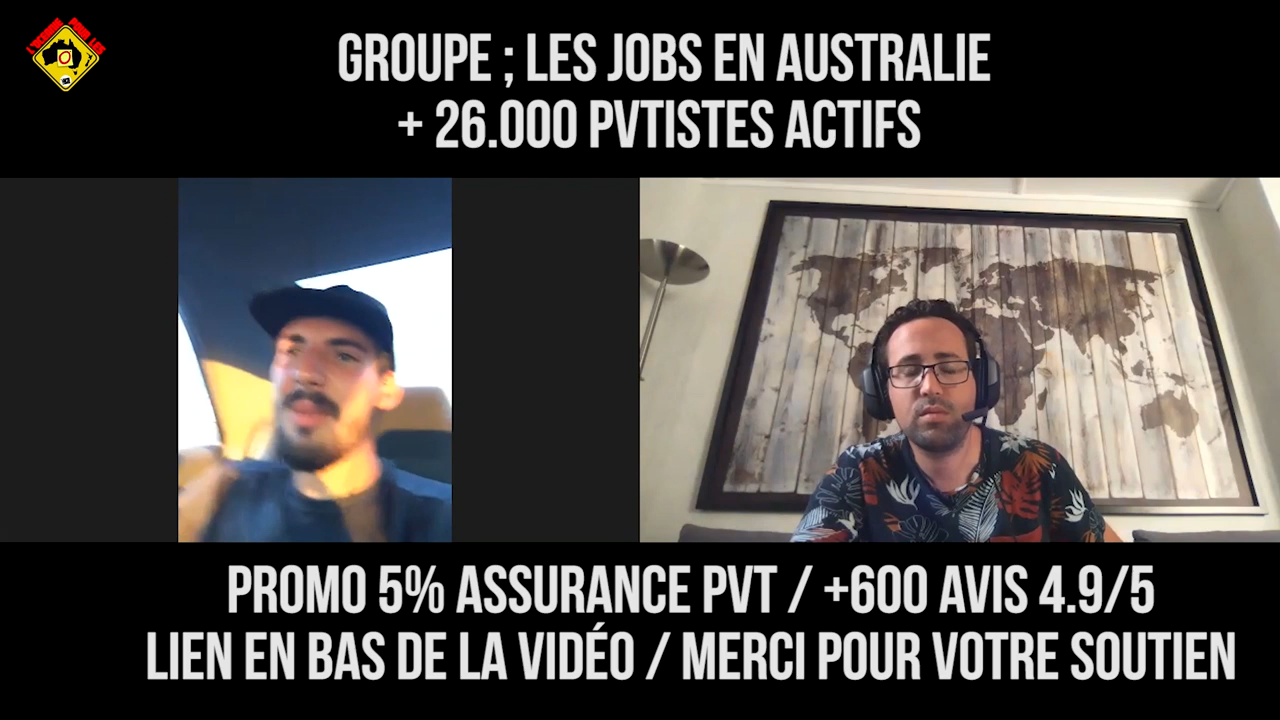 GROUPE ; LES JOBS EN AUSTRALIE
+ 26.000 PVTISTES ACTIFS
PROMO 5% ASSURANCE PVT / +600 AVIS 4.9/5
LIEN EN BAS DE LA VIDÉO / MERCI POUR VOTRE SOUTIEN